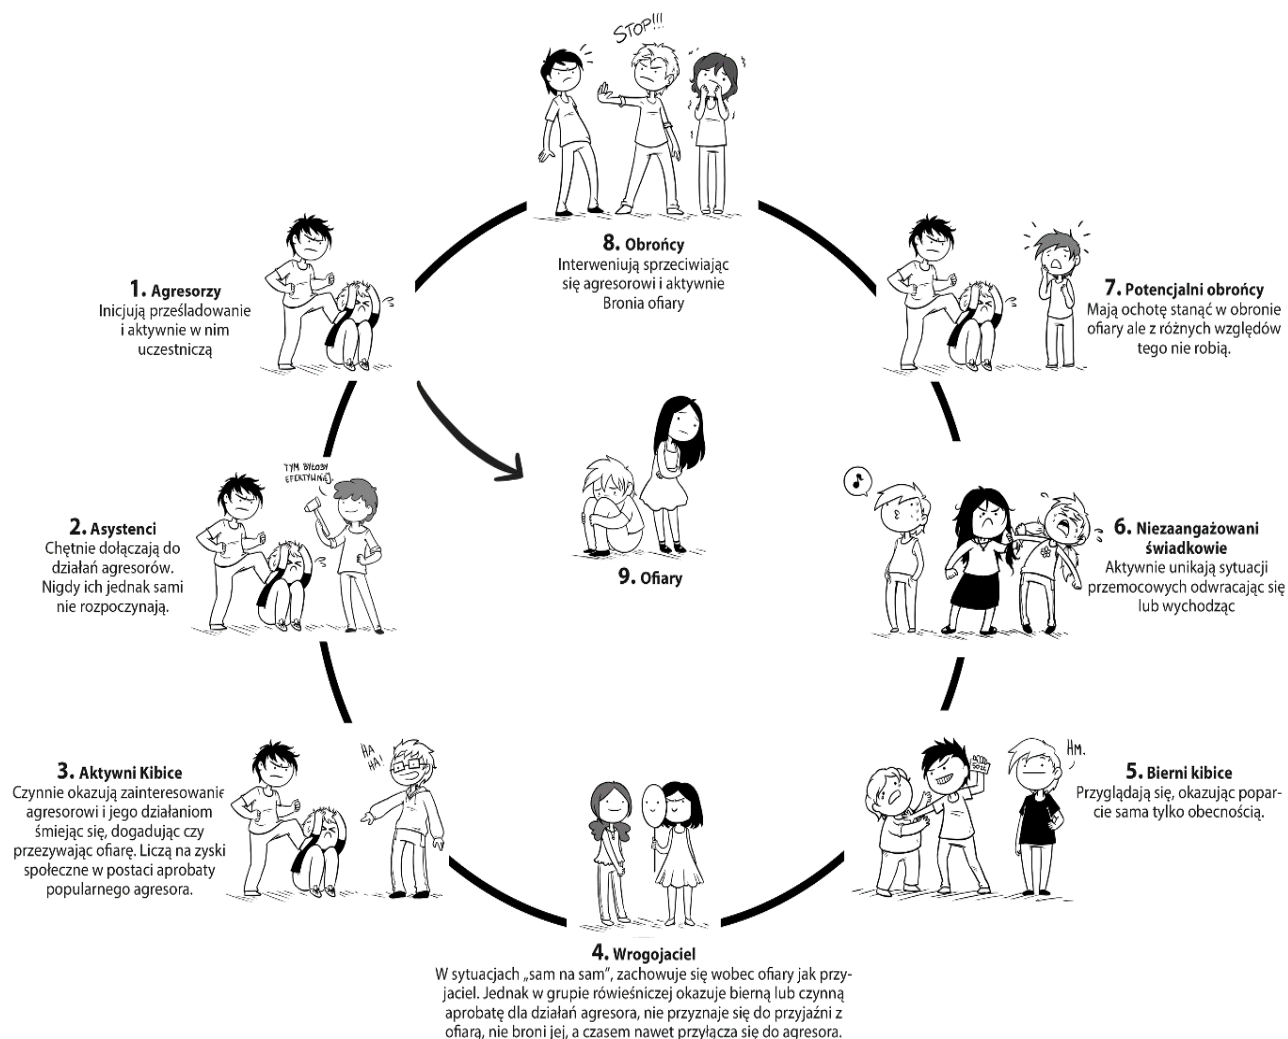 STOP!!!
8. Obrońcy
Interweniują sprzeciwiając
się agresorowi i aktywnie
Bronia ofiary
1. Agresorzy
Inicjują prześladowanie
i aktywnie w nim
uczestniczą
TYM BYŁOBY
EFEKTYWNIEJ.
2. Asystenci
Chętnie dołączają do
działań agresorów.
Nigdy ich jednak sami
nie rozpoczynają.
HA
HA!
3. Aktywni Kibice
Czynnie okazują zainteresowanie
agresorowi i jego działaniom
śmiejąc się, dogadując czy
przezywając ofiarę. Liczą na zyski
społeczne w postaci aprobaty
popularnego agresora.
4. Wrogojaciel
W sytuacjach „sam na sam”, zachowuje się wobec ofiary jak przy-
jaciel. Jednak w grupie rówieśniczej okazuje bierną lub czynną
aprobatę dla działań agresora, nie przyznaje się do przyjaźni z
ofiarą, nie broni jej, a czasem nawet przyłącza się do agresora.
HM.
5. Bierni kibice
Przyglądają się, okazując popar-
cie sama tylko obecnością.
6. Niezaangażowani
świadkowie
Aktywnie unikają sytuacji
przemocowych odwracając się
lub wychodząc
7. Potencjalni obrońcy
Mają ochotę stanąć w obronie
ofiary ale z różnych względów
tego nie robią.
9. Ofiary